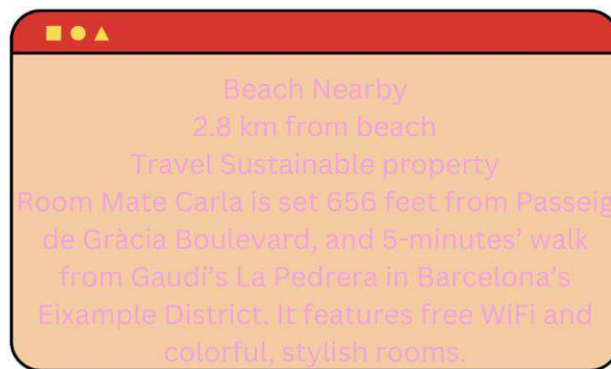 Beach Nearby
2.8 km from beach
Travel Sustainable property
Room Mate Carla is set 656 feet from Passeig
de Gràcia Boulevard, and 5-minutes’ walk
from Gaudí’s La Pedrera in Barcelona’s
Eixample District. It features free WiFi and
colorful, stylish rooms.